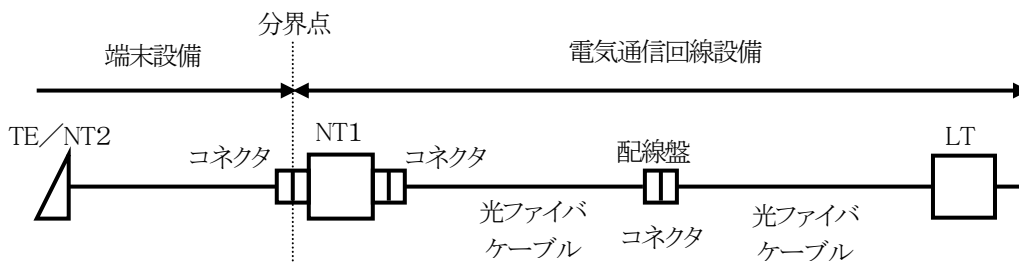 分界点
端末設備
電気通信回線設備
TE／NT2
コネクタ
NT1
コネクタ
配線盤
LT
光ファイバ
ケーブル
コネクタ
光ファイバ
ケーブル